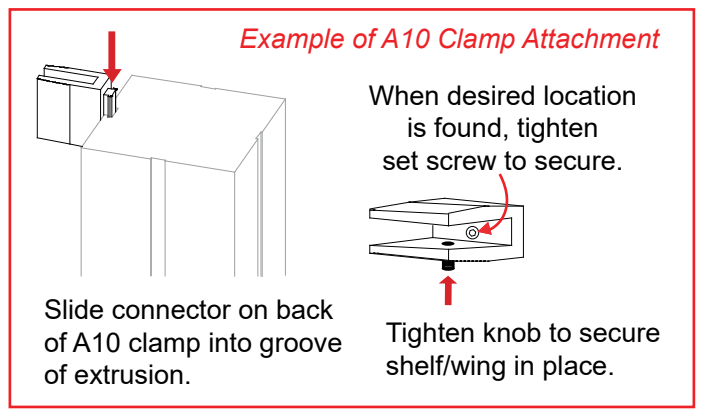 Example of A10 Clamp Attachment
When desired location
is found, tighten
set screw to secure.
Slide connector on back
of A10 clamp into groove
of extrusion.
Tighten knob to secure
shelf/wing in place.